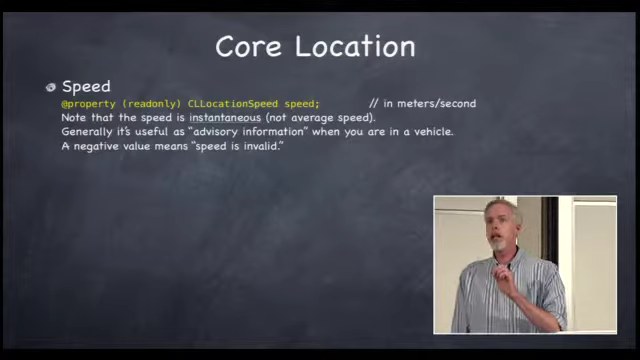 Core Location
Speed
@property (readonly) CLLocationSpeed speed; // in meters/second
Note that the speed is instantaneous (not average speed).
Generally it's useful as “advisory information” when you are in a vehicle.
A negative value means “speed is invalid.”